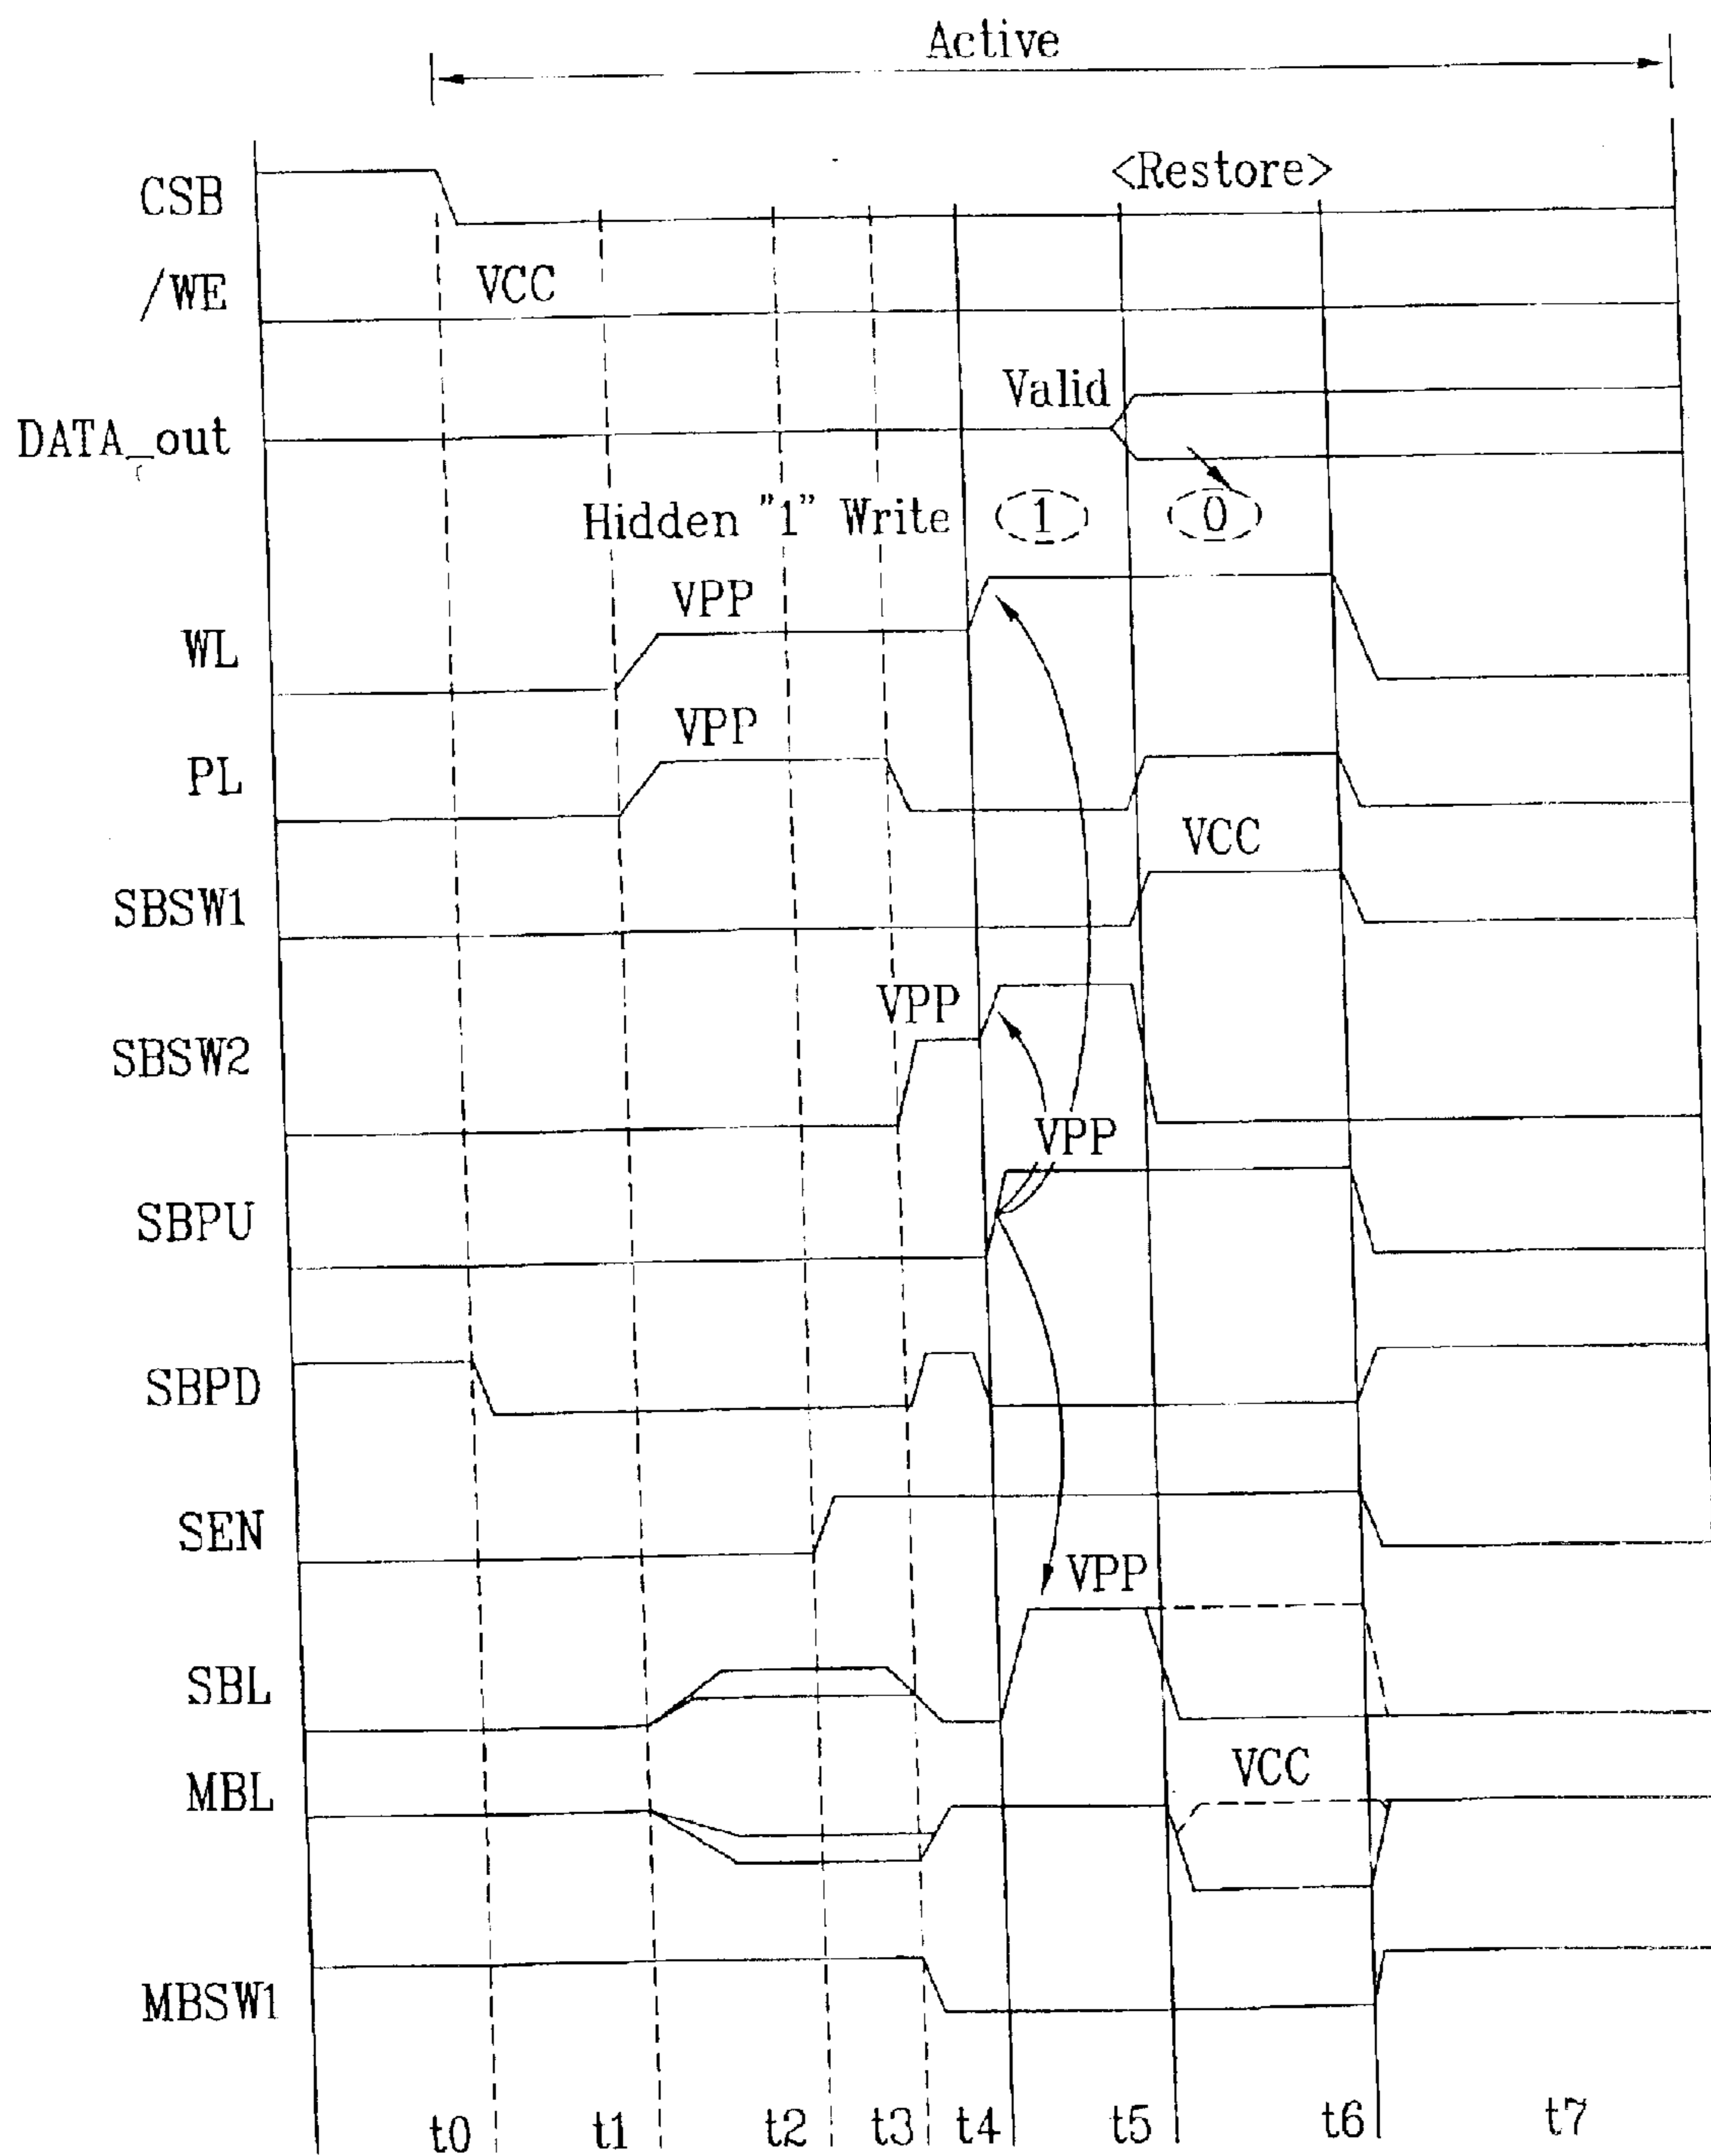 Active
CSB
<Restore>
/WE
VCC
Valid
DATA_out
Hidden "1" Write
1
0
WL
VPP
PL
VPP
SBSW1
VCC
SBSW2
VPP
VPP
SBPU
SBPD
SEN
VPP
SBL
MBL
VCC
MBSW1
t0 t1 t2 t3 t4 t5 t6 t7